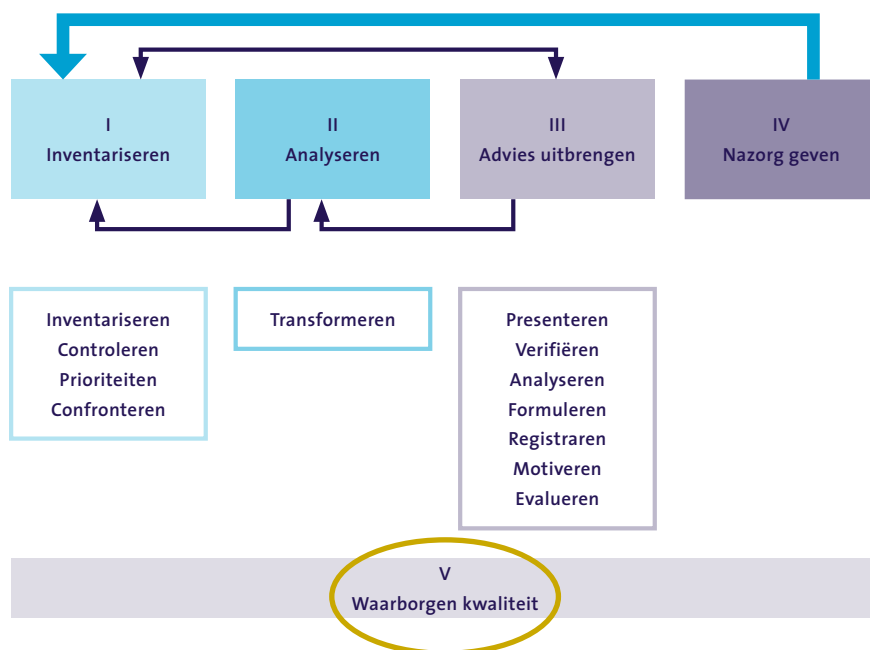 I
Inventariseren
II
Analyseren
III
Advies uitbrengen
IV
Nazorg geven
Inventariseren
Controleren
Prioriteiten
Confronteren
Transformeren
Presenteren
Verifiëren
Analyseren
Formuleren
Registraren
Motiveren
Evalueren
V
Waarborgen kwaliteit